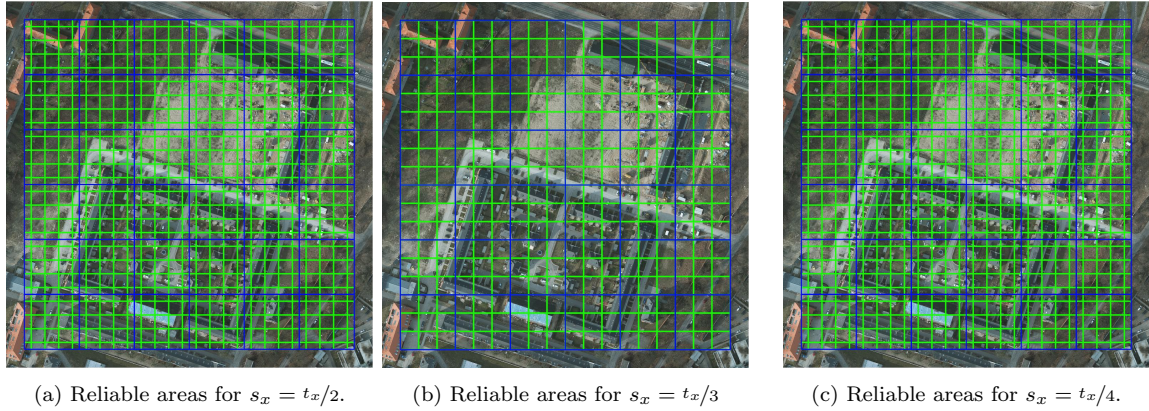 (a) Reliable areas for sₓ = tₓ/2.
(b) Reliable areas for sₓ = tₓ/3
(c) Reliable areas for sₓ = tₓ/4.